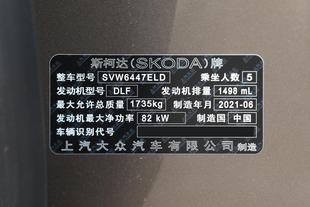 斯柯达(SKODA)牌
整车型号 SVW6447ELD 乘坐人数 5
发动机型号 DLF 发动机排量 1498 mL
最大允许总质量 1735kg 制造年月 2021-06
发动机最大净功率 82 kW 制造国 中国
车辆识别代号
上汽大众汽车有限公司 制造